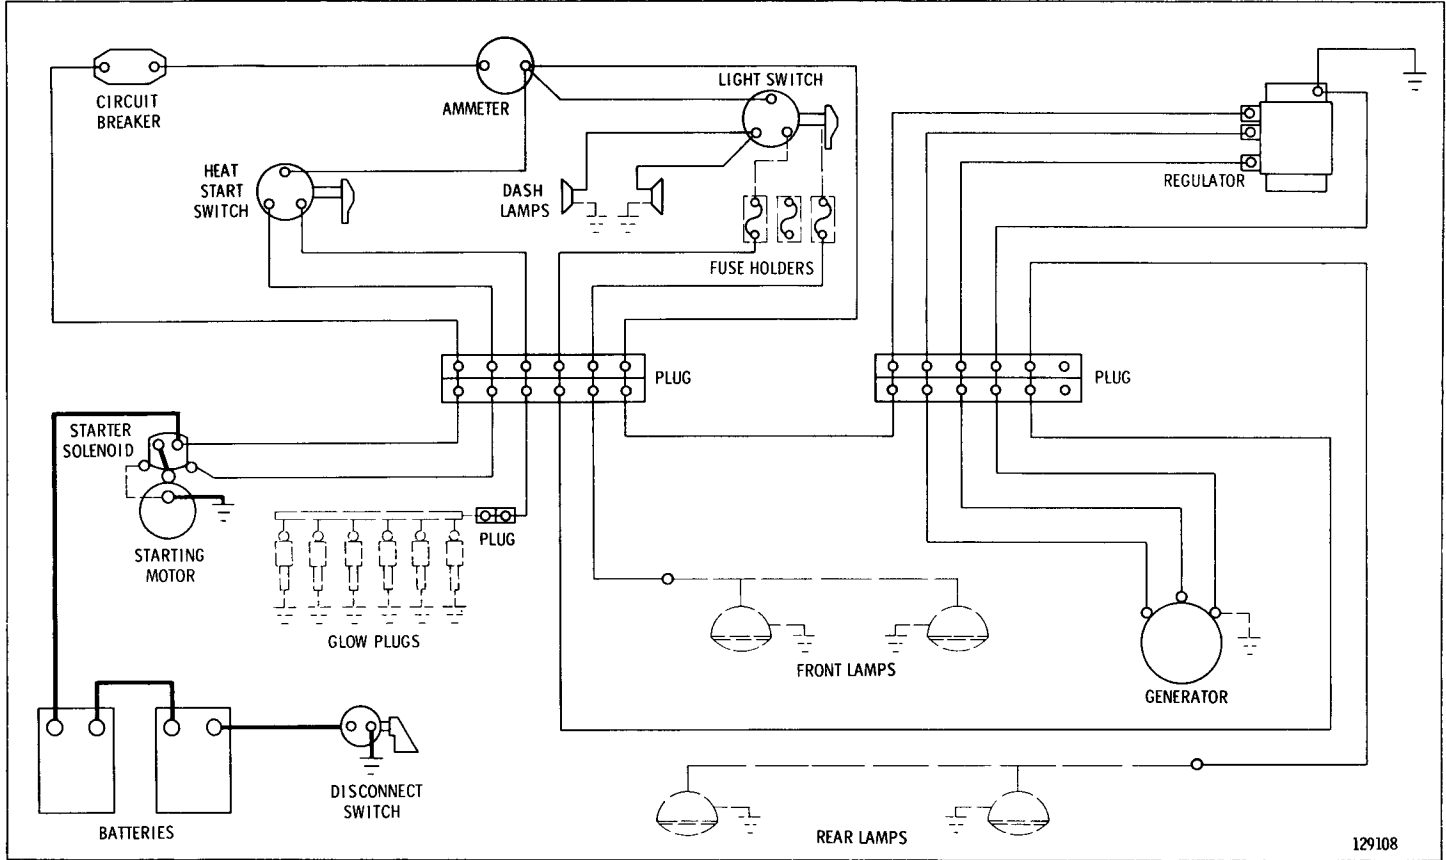 CIRCUIT
BREAKER
AMMETER
LIGHT SWITCH
HEAT
START
SWITCH
DASH
LAMPS
FUSE HOLDERS
REGULATOR
PLUG
PLUG
STARTER
SOLENOID
STARTING
MOTOR
PLUG
GLOW PLUGS
FRONT LAMPS
GENERATOR
DISCONNECT
SWITCH
BATTERIES
REAR LAMPS
129108